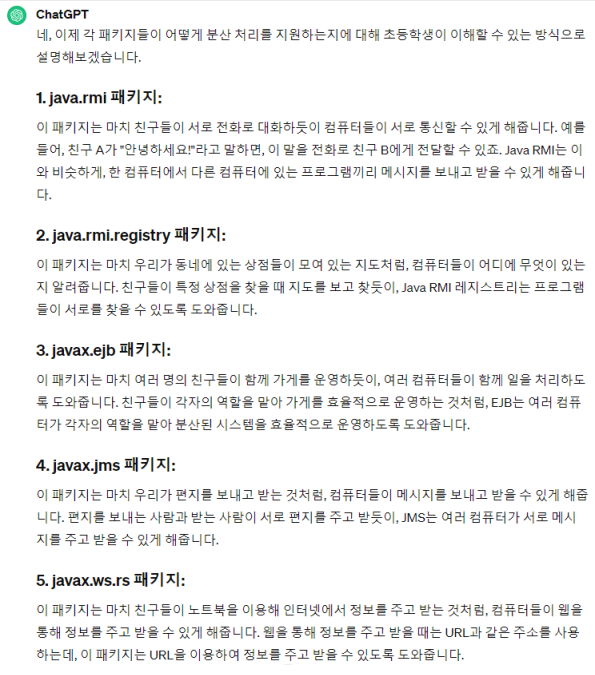 ChatGPT
네, 이제 각 패키지들이 어떻게 분산 처리를 지원하는지에 대해 초등학생이 이해할 수 있는 방식으로
설명해보겠습니다.
1. java.rmi 패키지:
이 패키지는 마치 친구들이 서로 전화로 대화하듯이 컴퓨터들이 서로 통신할 수 있게 해줍니다. 예를
들어, 친구 A가 "안녕하세요!"라고 말하면, 이 말을 전화로 친구 B에게 전달할 수 있죠. Java RMI는 이
와 비슷하게, 한 컴퓨터에서 다른 컴퓨터에 있는 프로그램끼리 메시지를 보내고 받을 수 있게 해줍니
다.
2. java.rmi.registry 패키지:
이 패키지는 마치 우리가 동네에 있는 상점들이 모여 있는 지도처럼, 컴퓨터들이 어디에 무엇이 있는
지 알려줍니다. 친구들이 특정 상점을 찾을 때 지도를 보고 찾듯이, Java RMI 레지스트리는 프로그램
들이 서로를 찾을 수 있도록 도와줍니다.
3. javax.ejb 패키지:
이 패키지는 마치 여러 명의 친구들이 함께 가게를 운영하듯이, 여러 컴퓨터들이 함께 일을 처리하도
록 도와줍니다. 친구들이 각자의 역할을 맡아 가게를 효율적으로 운영하는 것처럼, EJB는 여러 컴퓨
터가 각자의 역할을 맡아 분산된 시스템을 효율적으로 운영하도록 도와줍니다.
4. javax.jms 패키지:
이 패키지는 마치 우리가 편지를 보내고 받는 것처럼, 컴퓨터들이 메시지를 보내고 받을 수 있게 해줍
니다. 편지를 보내는 사람과 받는 사람이 서로 편지를 주고 받듯이, JMS는 여러 컴퓨터가 서로 메시
지를 주고 받을 수 있게 해줍니다.
5. javax.ws.rs 패키지:
이 패키지는 마치 친구들이 노트북을 이용해 인터넷에서 정보를 주고 받는 것처럼, 컴퓨터들이 웹을
통해 정보를 주고 받을 수 있게 해줍니다. 웹을 통해 정보를 주고 받을 때는 URL과 같은 주소를 사용
하는데, 이 패키지는 URL을 이용하여 정보를 주고 받을 수 있도록 도와줍니다.